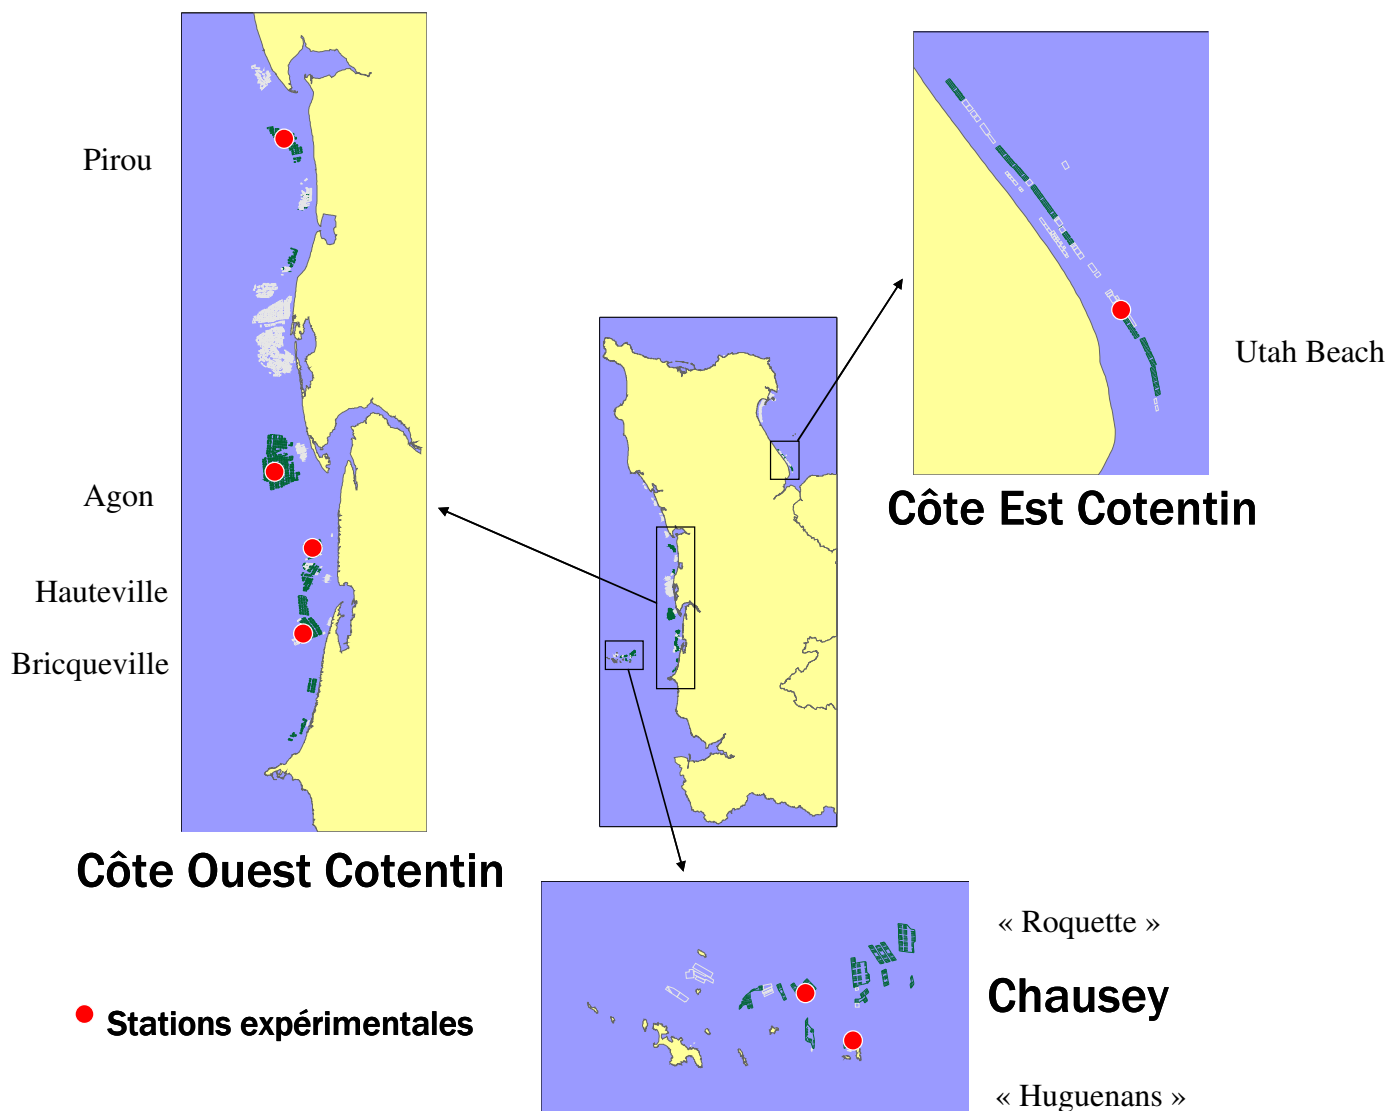 Pirou
Agon
Hauteville
Bricqueville
Côte Ouest Cotentin
Utah Beach
Côte Est Cotentin
« Roquette »
Chausey
« Huguenans »
Stations expérimentales